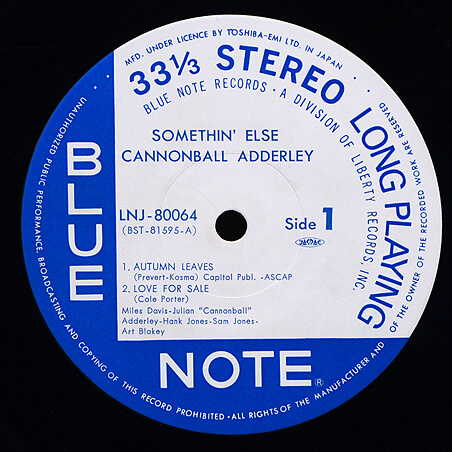 MFD. UNDER LICENCE BY TOSHIBA-EMI LTD. IN JAPAN
33⅓ STEREO LONG PLAYING
BLUE NOTE RECORDS · A DIVISION OF LIBERTY RECORDS, INC.
SOMETHIN' ELSE
CANNONBALL ADDERLEY
BLUE
LNJ-80064
(BST-81595-A)
Side 1
1. AUTUMN LEAVES
(Prevert-Kosma) Capitol Publ. -ASCAP
2. LOVE FOR SALE
(Cole Porter)
Miles Davis-Julian "Cannonball"
Adderley-Hank Jones-Sam Jones-
Art Blakey
NOTE®
UNAUTHORIZED PUBLIC PERFORMANCE, BROADCASTING AND COPYING OF THIS RECORD PROHIBITED · ALL RIGHTS OF THE MANUFACTURER AND OF THE OWNER OF THE RECORDED WORK ARE RESERVED